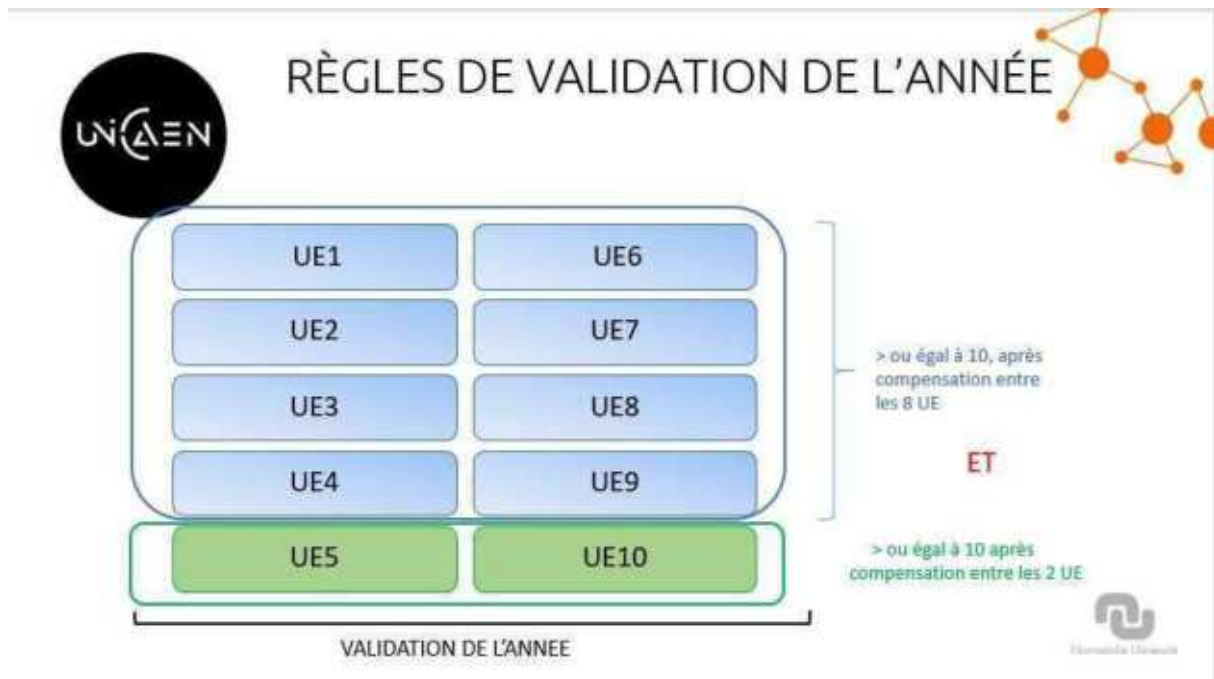 RÈGLES DE VALIDATION DE L'ANNÉE
UNICAEN
UE1
UE6
UE2
UE7
UE3
UE8
UE4
UE9
> ou égal à 10, après
compensation entre
les 8 UE
ET
UE5
UE10
> ou égal à 10 après
compensation entre les 2 UE
VALIDATION DE L'ANNEE